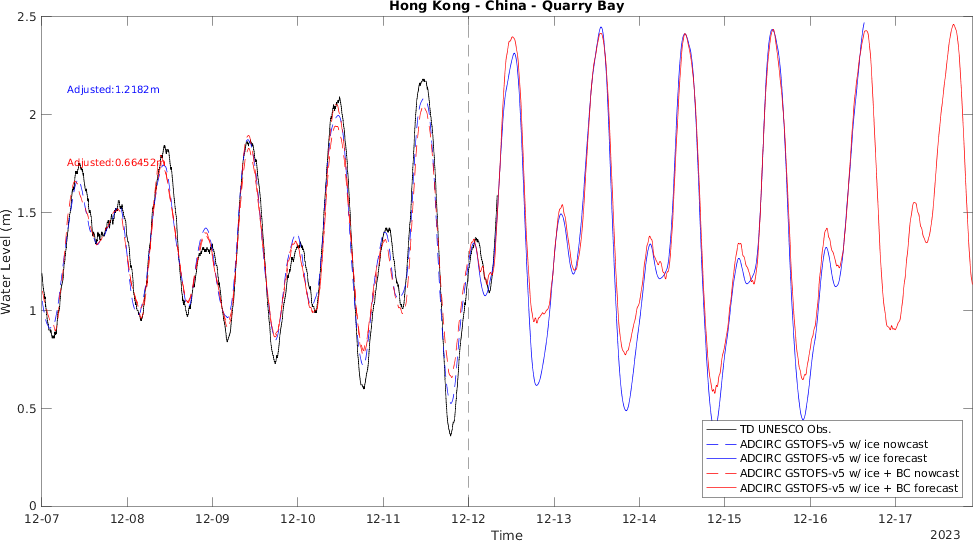 Hong Kong - China - Quarry Bay
2.5
2
1.5
1
0.5
0
Water Level (m)
Adjusted:1.2182m
Adjusted:0.66452m
TD UNESCO Obs.
ADCIRC GSTOFS-v5 w/ ice nowcast
ADCIRC GSTOFS-v5 w/ ice forecast
ADCIRC GSTOFS-v5 w/ ice + BC nowcast
ADCIRC GSTOFS-v5 w/ ice + BC forecast
12-07 12-08 12-09 12-10 12-11 12-12 12-13 12-14 12-15 12-16 12-17
Time
2023